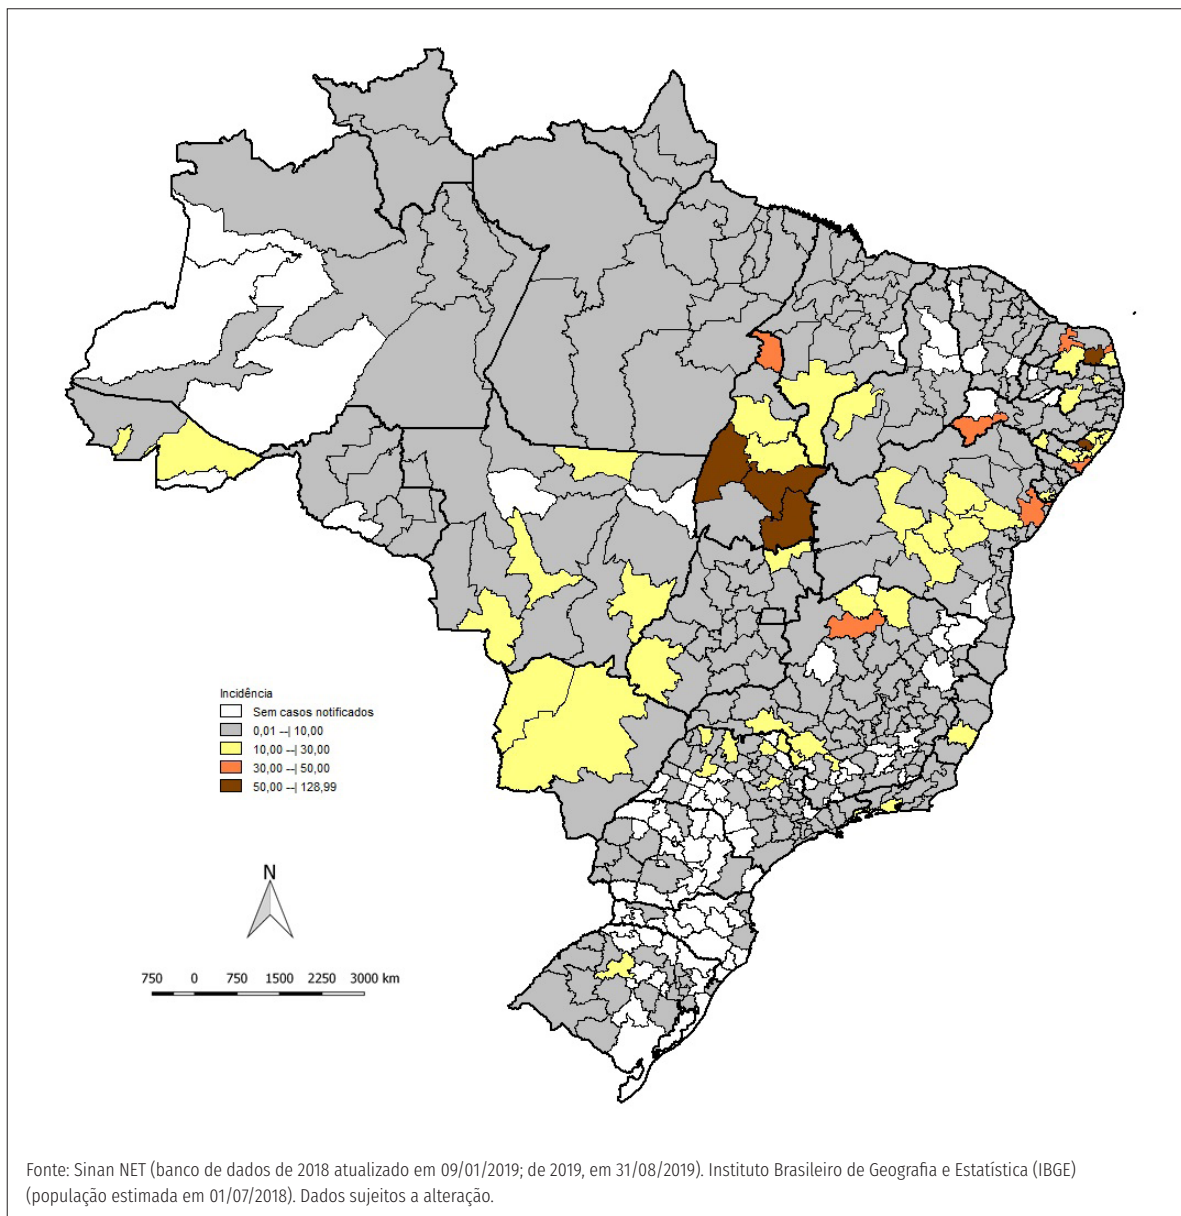 Incidência
Sem casos notificados
0,01 --| 10,00
10,00 --| 30,00
30,00 --| 50,00
50,00 --| 128,99
N
750 0 750 1500 2250 3000 km
Fonte: Sinan NET (banco de dados de 2018 atualizado em 09/01/2019; de 2019, em 31/08/2019). Instituto Brasileiro de Geografia e Estatística (IBGE)
(população estimada em 01/07/2018). Dados sujeitos a alteração.